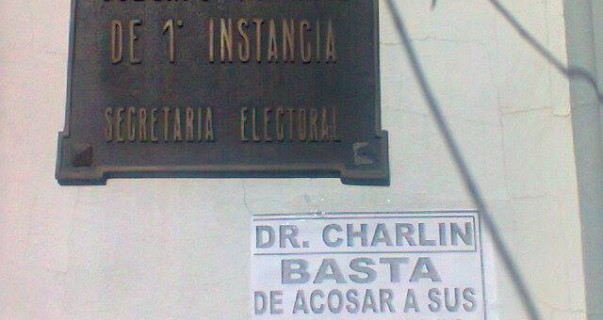 DE 1° INSTANCIA
SECRETARIA ELECTORAL
DR. CHARLIN
BASTA
DE ACOSAR A SUS